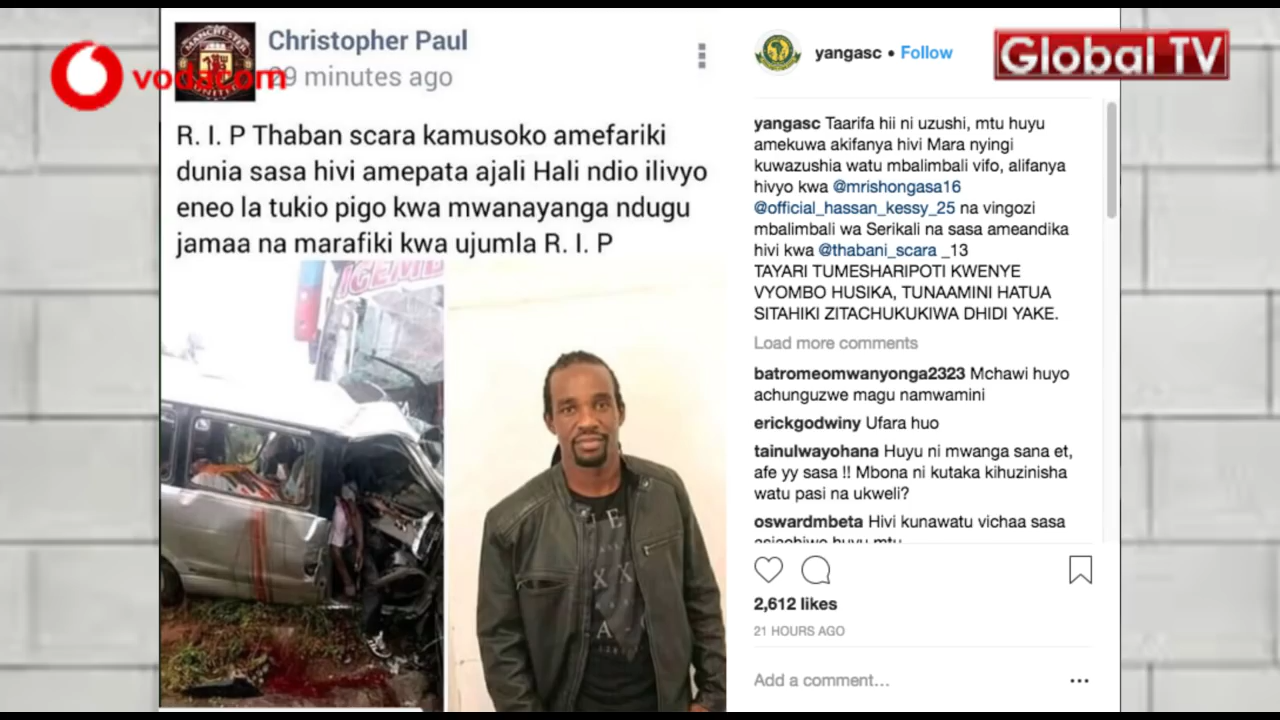 Christopher Paul
9 minutes ago
vodacom
MANCHESTER
UNITED
R. I. P Thaban scara kamusoko amefariki
dunia sasa hivi amepata ajali Hali ndio ilivyo
eneo la tukio pigo kwa mwanayanga ndugu
jamaa na marafiki kwa ujumla R. I. P
yangasc • Follow
Global TV
yangasc Taarifa hii ni uzushi, mtu huyu
amekuwa akifanya hivi Mara nyingi
kuwazushia watu mbalimbali vifo, alifanya
hivyo kwa @mrishongasa16
@official_hassan_kessy_25 na vingozi
mbalimbali wa Serikali na sasa ameandika
hivi kwa @thabani_scara _13
TAYARI TUMESHARIPOTI KWENYE
VYOMBO HUSIKA, TUNAAMINI HATUA
SITAHIKI ZITACHUKUKIWA DHIDI YAKE.
Load more comments
batromeomwanyonga2323 Mchawi huyo
achunguzwe magu namwamini
erickgodwiny Ufara huo
tainulwayohana Huyu ni mwanga sana et,
afe yy sasa !! Mbona ni kutaka kihuzinisha
watu pasi na ukweli?
oswardmbeta Hivi kunawatu vichaa sasa
2,612 likes
21 HOURS AGO
Add a comment...